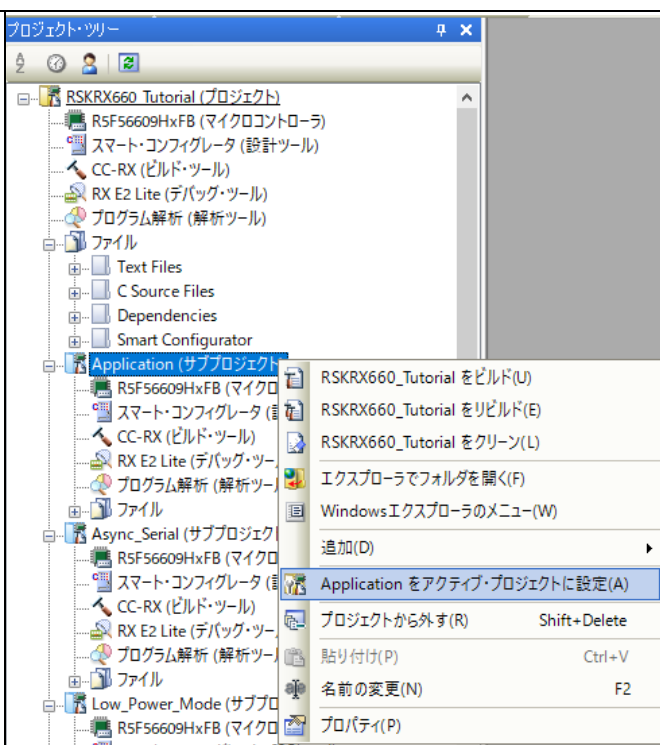 プロジェクト・ツリー
RSKRX660_Tutorial (プロジェクト)
R5F56609HxFB (マイクロコントローラ)
スマート・コンフィグレータ (設計ツール)
CC-RX (ビルド・ツール)
RX E2 Lite (デバッグ・ツール)
プログラム解析 (解析ツール)
ファイル
Text Files
C Source Files
Dependencies
Smart Configurator
Application (サブプロジェクト
R5F56609HxFB (マイクロ
スマート・コンフィグレータ (
CC-RX (ビルド・ツール)
RX E2 Lite (デバッグ・ツー
プログラム解析 (解析ツー
ファイル
Async_Serial (サブプロジェク
R5F56609HxFB (マイクロ
スマート・コンフィグレータ (
CC-RX (ビルド・ツール)
RX E2 Lite (デバッグ・ツー
プログラム解析 (解析ツー
ファイル
Low_Power_Mode (サブプロ
R5F56609HxFB (マイクロ
RSKRX660_Tutorial をビルド(U)
RSKRX660_Tutorial をリビルド(E)
RSKRX660_Tutorial をクリーン(L)
エクスプローラでフォルダを開く(F)
Windowsエクスプローラのメニュー(W)
追加(D)
Application をアクティブ・プロジェクトに設定(A)
プロジェクトから外す(R) Shift+Delete
貼り付け(P) Ctrl+V
名前の変更(N) F2
プロパティ(P)